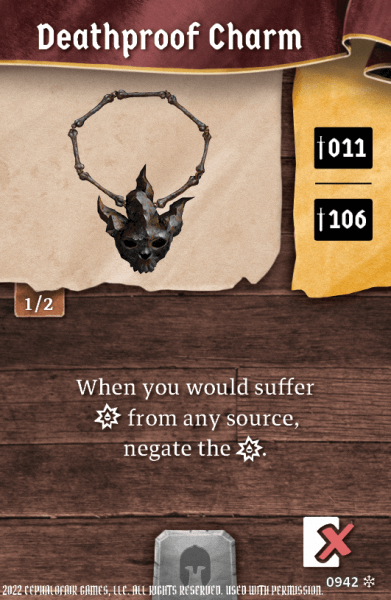 Deathproof Charm
011
106
1/2
When you would suffer
from any source,
negate the .
0942
2022 CEPHALOFAIR GAMES, LLC. ALL RIGHTS RESERVED. USED WITH PERMISSION.